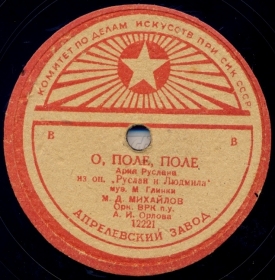 КОМИТЕТ ПО ДЕЛАМ ИСКУССТВ ПРИ СНК СССР
В В
О, ПОЛЕ, ПОЛЕ
Ария Руслана
из оп. „Руслан и Людмила"
муз. М. Глинки
М. Д. МИХАЙЛОВ
Орк. ВРК п.у.
А. И. Орлова
12221
АПРЕЛЕВСКИЙ ЗАВОД